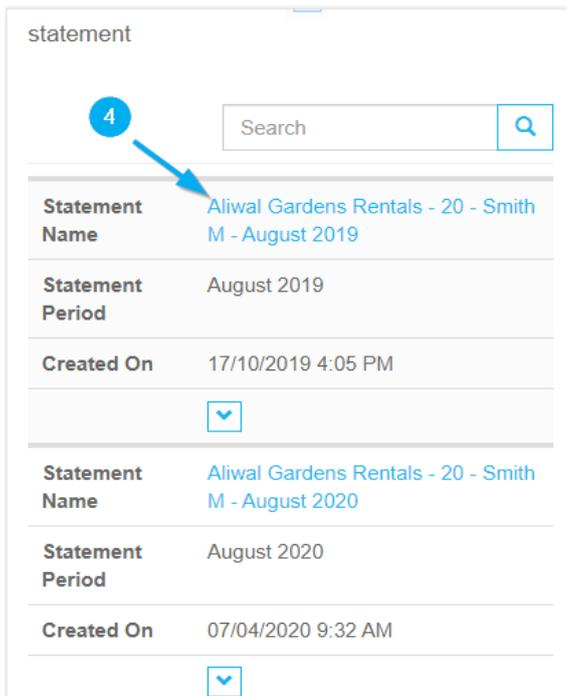 statement
4
Search
Statement Name
Aliwal Gardens Rentals - 20 - Smith
M - August 2019
Statement Period
August 2019
Created On
17/10/2019 4:05 PM
Statement Name
Aliwal Gardens Rentals - 20 - Smith
M - August 2020
Statement Period
August 2020
Created On
07/04/2020 9:32 AM